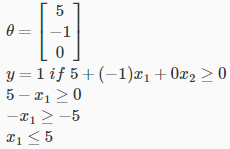 θ = [ 5 −1 0 ]
y = 1 if 5 + (−1)x₁ + 0x₂ ≥ 0
5 − x₁ ≥ 0
−x₁ ≥ −5
x₁ ≤ 5